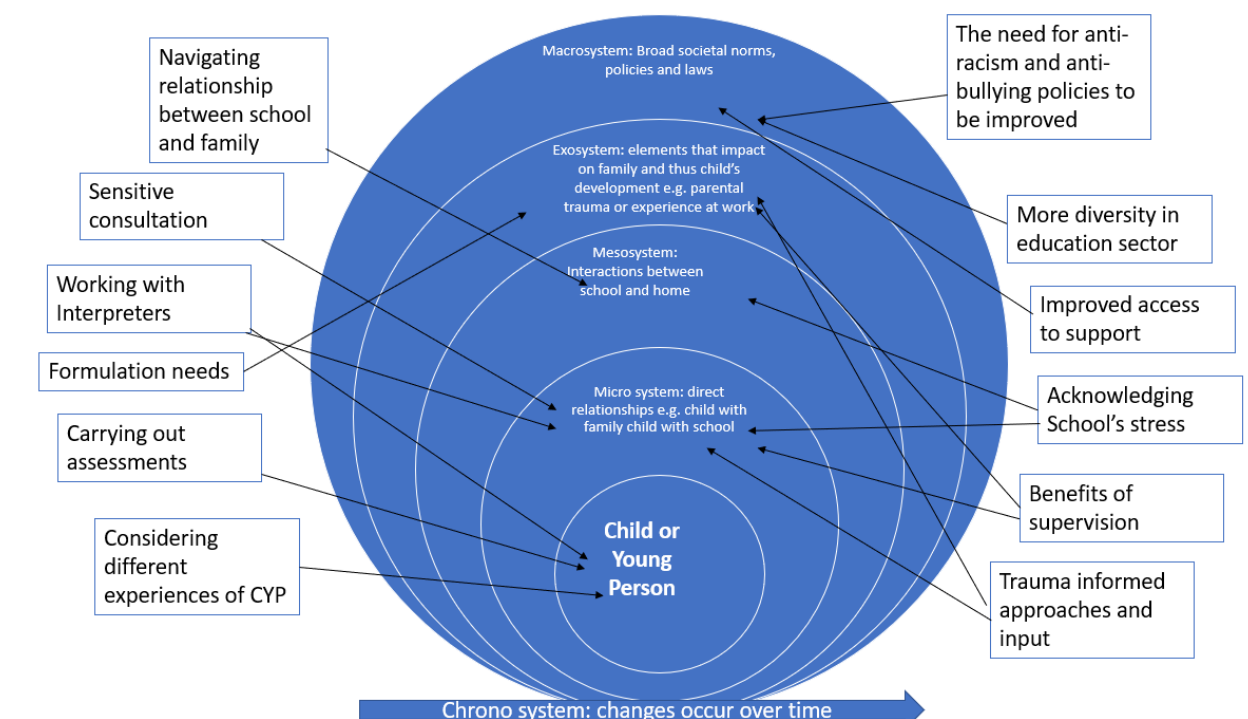 Navigating
relationship
between school
and family
Sensitive
consultation
Working with
Interpreters
Formulation needs
Carrying out
assessments
Considering
different
experiences of CYP
Macrosystem: Broad societal norms,
policies and laws
Exosystem: elements that impact
on family and thus child's
development e.g. parental
trauma or experience at work
Mesosystem:
Interactions between
school and home
Micro system: direct
relationships e.g. child with
family child with school
Child or
Young
Person
The need for anti-
racism and anti-
bullying policies to
be improved
More diversity in
education sector
Improved access
to support
Acknowledging
School's stress
Benefits of
supervision
Trauma informed
approaches and
input
Chrono system: changes occur over time